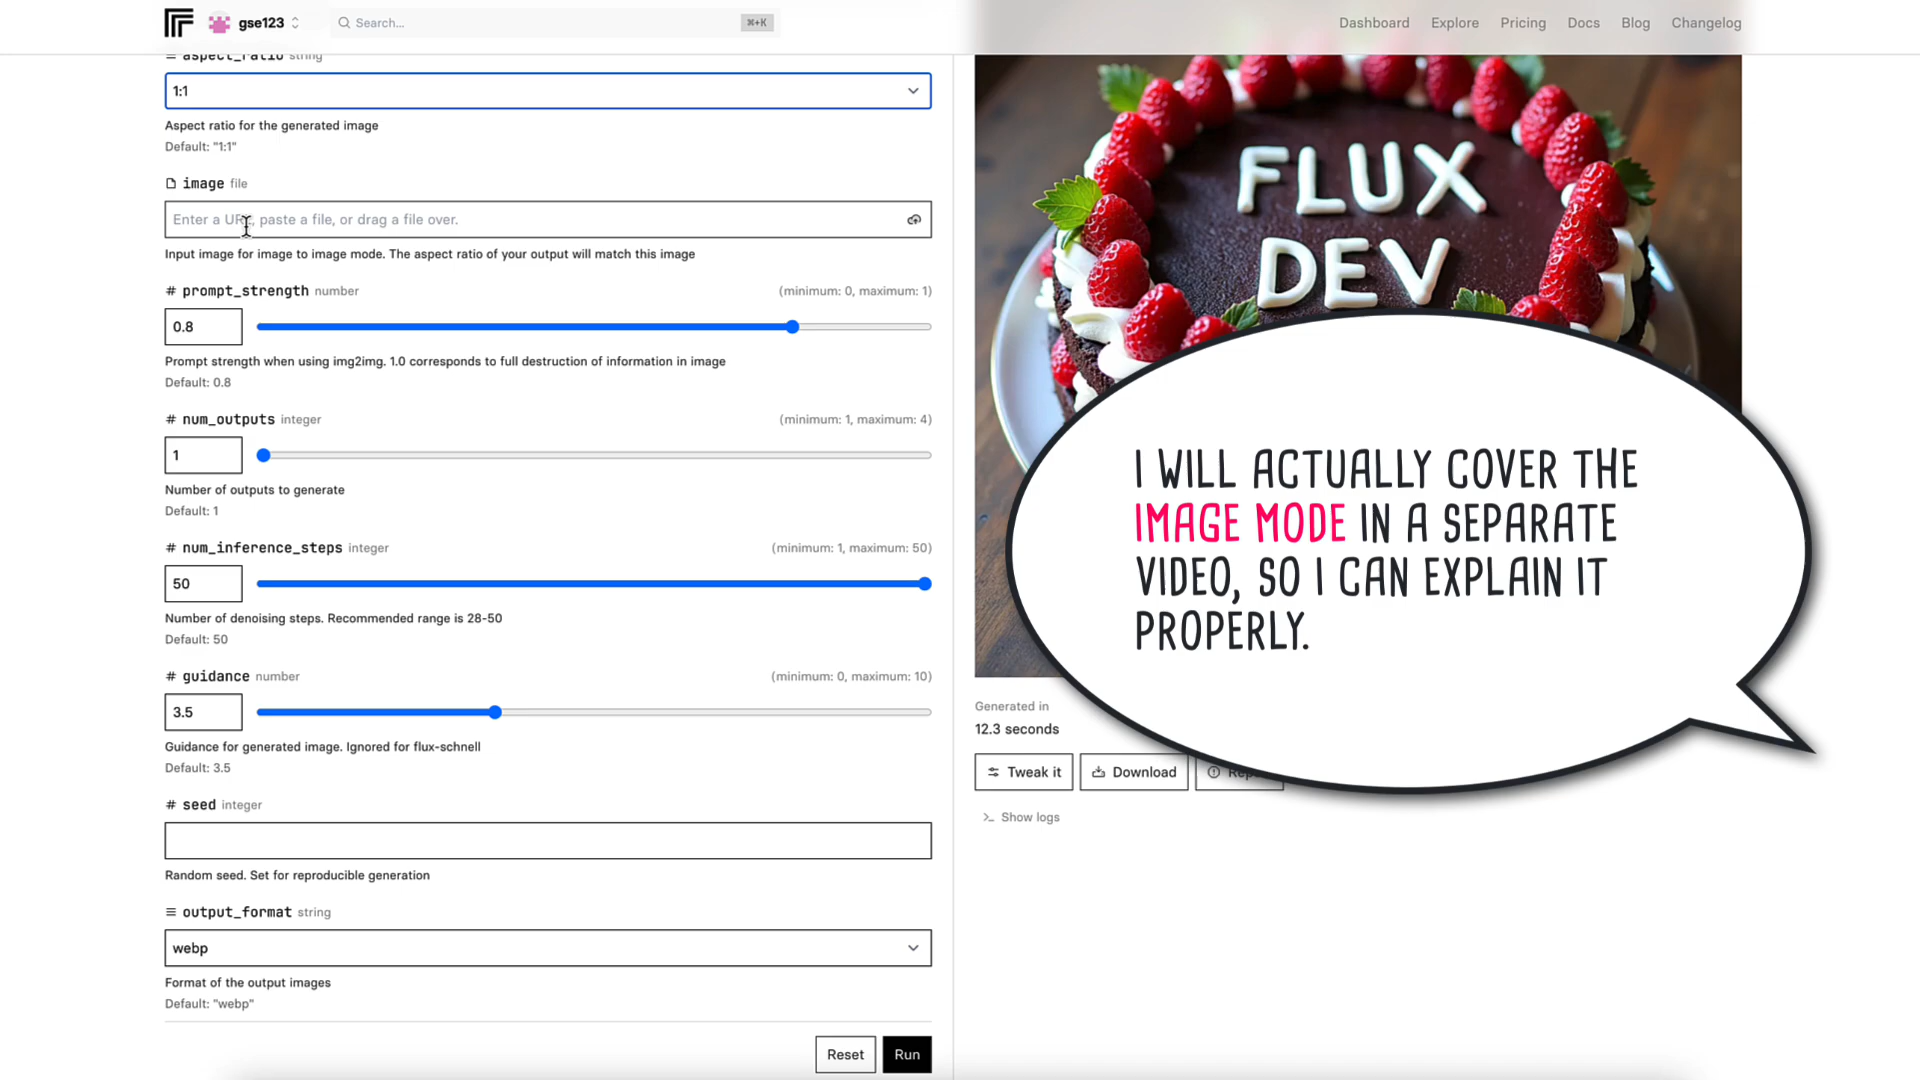 gse123
Search...
⌘+K
Dashboard
Explore
Pricing
Docs
Blog
Changelog
aspect_ratio string
1:1
Aspect ratio for the generated image
Default: "1:1"
image file
Enter a URL, paste a file, or drag a file over.
Input image for image to image mode. The aspect ratio of your output will match this image
# prompt_strength number
(minimum: 0, maximum: 1)
0.8
Prompt strength when using img2img. 1.0 corresponds to full destruction of information in image
Default: 0.8
# num_outputs integer
(minimum: 1, maximum: 4)
1
Number of outputs to generate
Default: 1
# num_inference_steps integer
(minimum: 1, maximum: 50)
50
Number of denoising steps. Recommended range is 28-50
Default: 50
# guidance number
(minimum: 0, maximum: 10)
3.5
Guidance for generated image. Ignored for flux-schnell
Default: 3.5
# seed integer
Random seed. Set for reproducible generation
output_format string
webp
Format of the output images
Default: "webp"
Reset
Run
FLUX
DEV
I WILL ACTUALLY COVER THE
IMAGE MODE IN A SEPARATE
VIDEO, SO I CAN EXPLAIN IT
PROPERLY.
Generated in
12.3 seconds
Tweak it
Download
Show logs